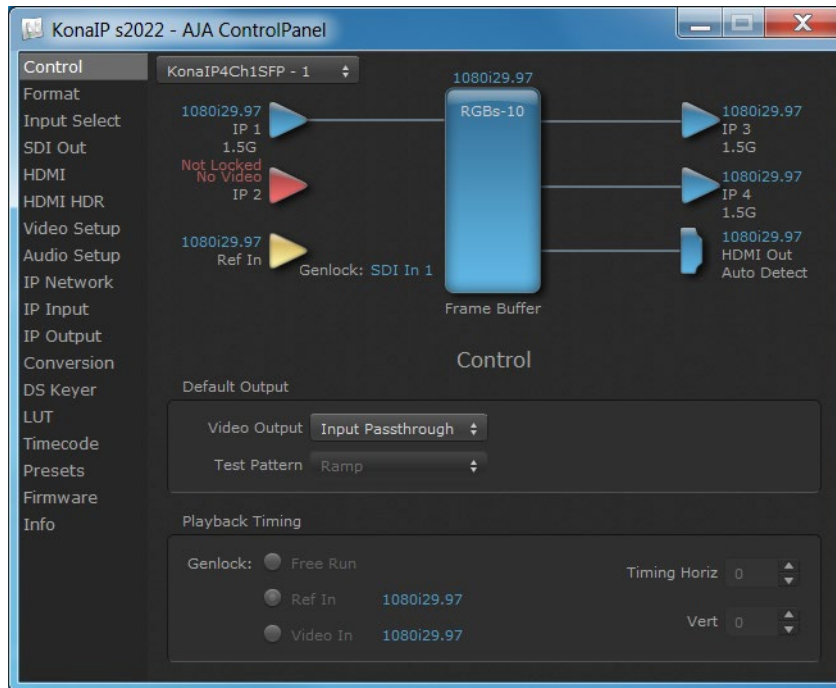 KonaIP s2022 - AJA ControlPanel
Control
Format
Input Select
SDI Out
HDMI
HDMI HDR
Video Setup
Audio Setup
IP Network
IP Input
IP Output
Conversion
DS Keyer
LUT
Timecode
Presets
Firmware
Info
KonaIP4Ch1SFP - 1
1080i29.97
IP 1
1.5G
Not Locked
No Video
IP 2
1080i29.97
Ref In
Genlock: SDI In 1
1080i29.97
RGBs-10
Frame Buffer
1080i29.97
IP 3
1.5G
1080i29.97
IP 4
1.5G
1080i29.97
HDMI Out
Auto Detect
Control
Default Output
Video Output Input Passthrough
Test Pattern Ramp
Playback Timing
Genlock: Free Run
Ref In 1080i29.97
Video In 1080i29.97
Timing Horiz 0
Vert 0